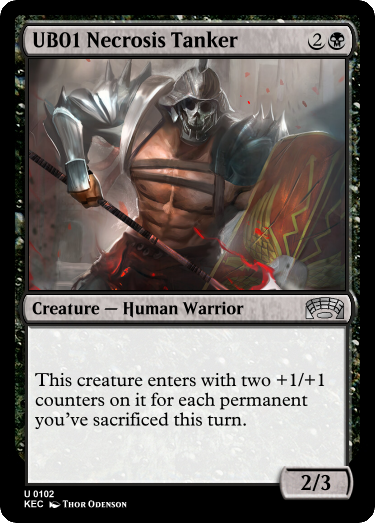 UB01 Necrosis Tanker 2
Creature — Human Warrior
This creature enters with two +1/+1
counters on it for each permanent
you've sacrificed this turn.
2/3
U 0102
KEC Thor Odenson